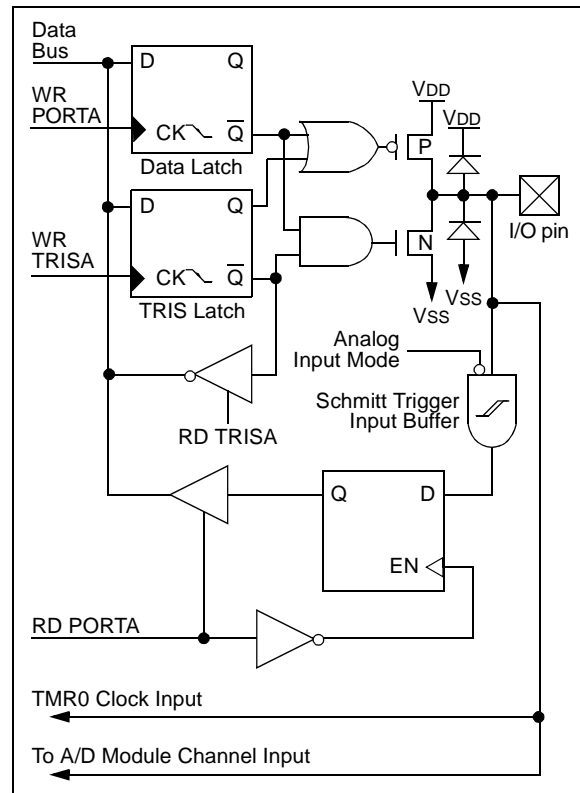 Data
Bus
D
Q
WR
PORTA
CK
Q
Data Latch
VDD
VDD
P
D
Q
WR
TRISA
CK
Q
TRIS Latch
N
I/O pin
VSS
VSS
Analog
Input Mode
Schmitt Trigger
Input Buffer
RD TRISA
Q
D
EN
RD PORTA
TMR0 Clock Input
To A/D Module Channel Input